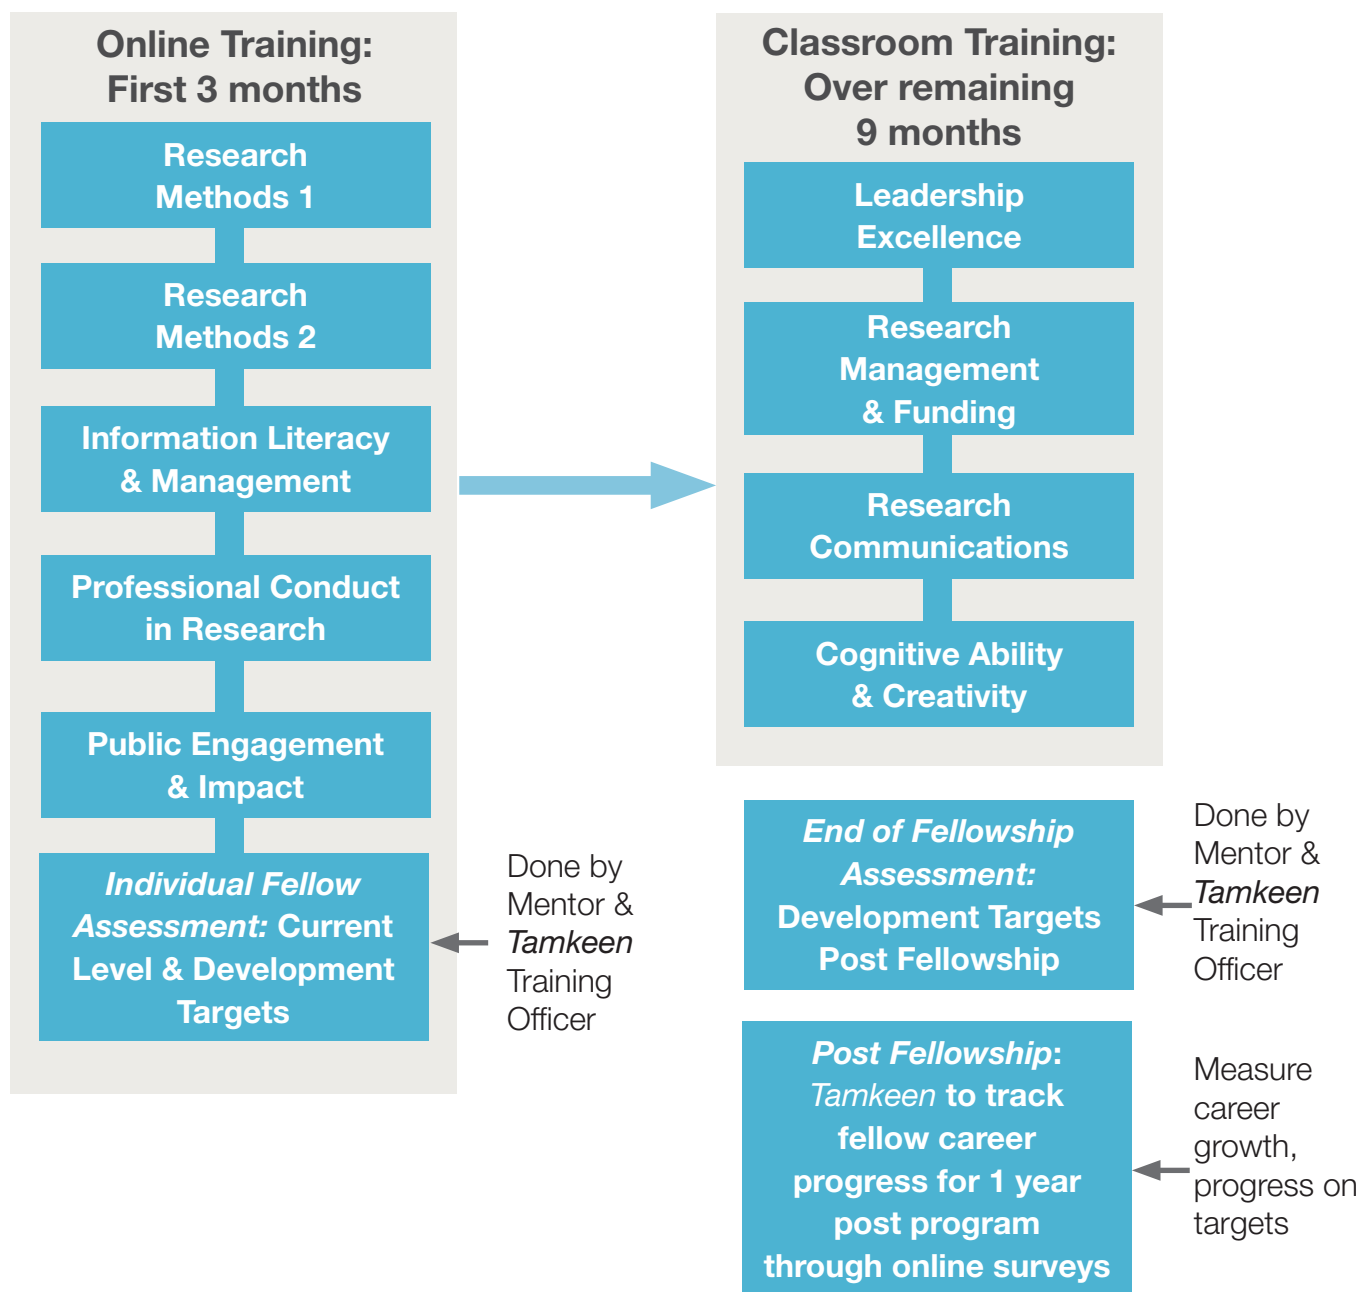 Online Training:
First 3 months
Research
Methods 1
Research
Methods 2
Information Literacy
& Management
Professional Conduct
in Research
Public Engagement
& Impact
Individual Fellow
Assessment: Current
Level & Development
Targets
Done by
Mentor &
Tamkeen
Training
Officer
Classroom Training:
Over remaining
9 months
Leadership
Excellence
Research
Management
& Funding
Research
Communications
Cognitive Ability
& Creativity
End of Fellowship
Assessment:
Development Targets
Post Fellowship
Done by
Mentor &
Tamkeen
Training
Officer
Post Fellowship:
Tamkeen to track
fellow career
progress for 1 year
post program
through online surveys
Measure
career
growth,
progress on
targets